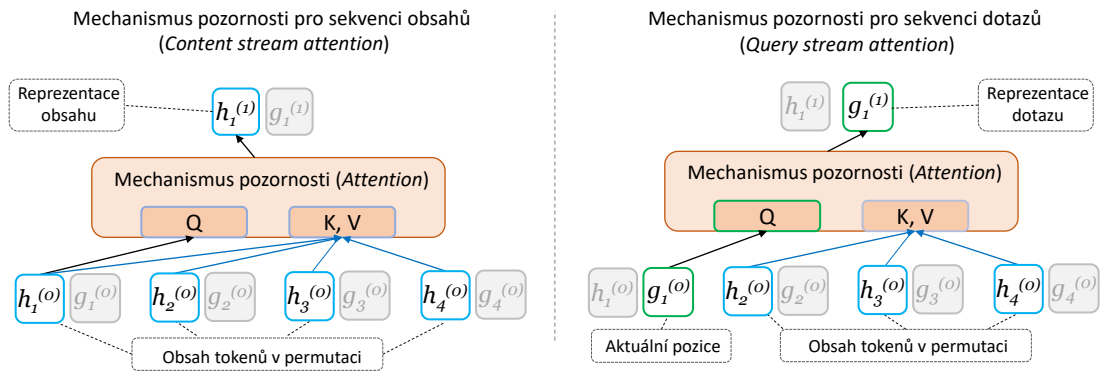 Mechanismus pozornosti pro sekvenci obsahů
(Content stream attention)
Reprezentace
obsahu
h₁⁽¹⁾ g₁⁽¹⁾
Mechanismus pozornosti (Attention)
Q K, V
h₁⁽⁰⁾ g₁⁽⁰⁾ h₂⁽⁰⁾ g₂⁽⁰⁾ h₃⁽⁰⁾ g₃⁽⁰⁾ h₄⁽⁰⁾ g₄⁽⁰⁾
Obsah tokenů v permutaci
Mechanismus pozornosti pro sekvenci dotazů
(Query stream attention)
h₁⁽¹⁾ g₁⁽¹⁾
Reprezentace
dotazu
Mechanismus pozornosti (Attention)
Q K, V
h₁⁽⁰⁾ g₁⁽⁰⁾ h₂⁽⁰⁾ g₂⁽⁰⁾ h₃⁽⁰⁾ g₃⁽⁰⁾ h₄⁽⁰⁾ g₄⁽⁰⁾
Aktuální pozice Obsah tokenů v permutaci